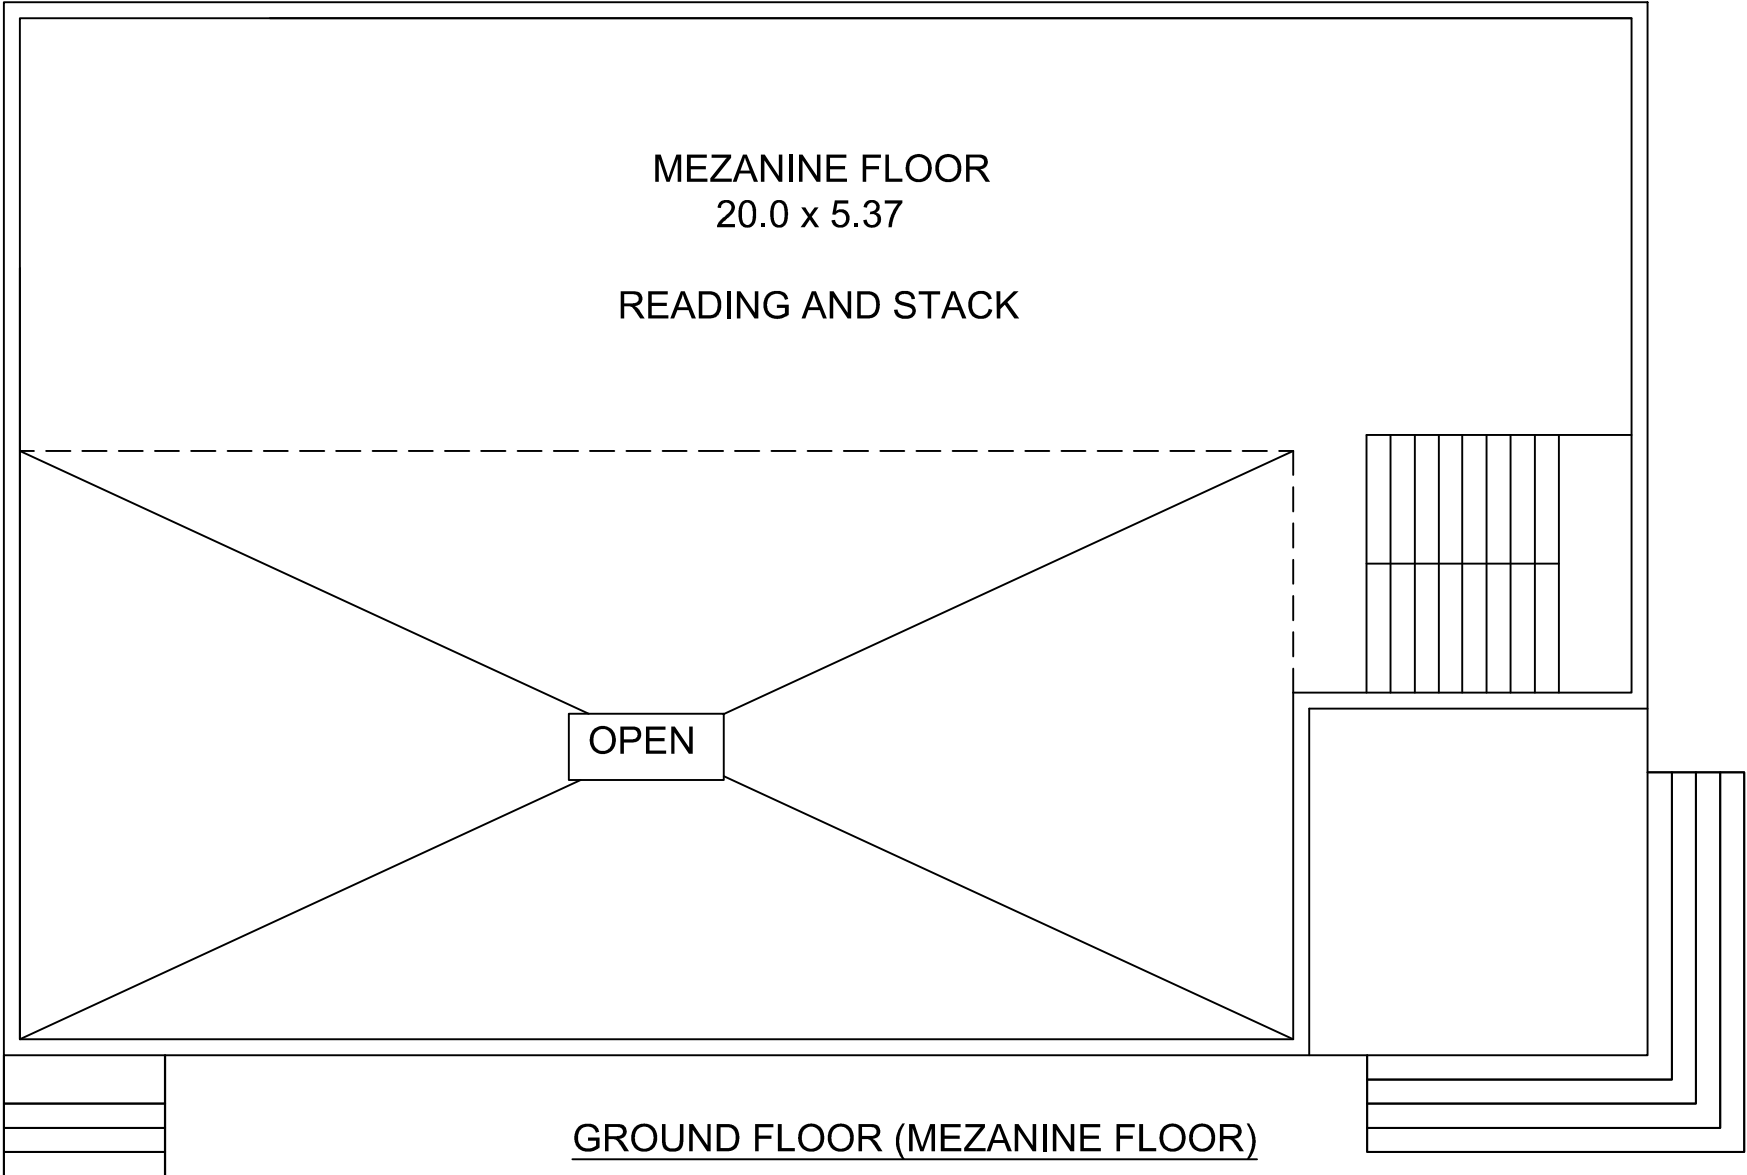 MEZANINE FLOOR
20.0 x 5.37
READING AND STACK
OPEN
GROUND FLOOR (MEZANINE FLOOR)